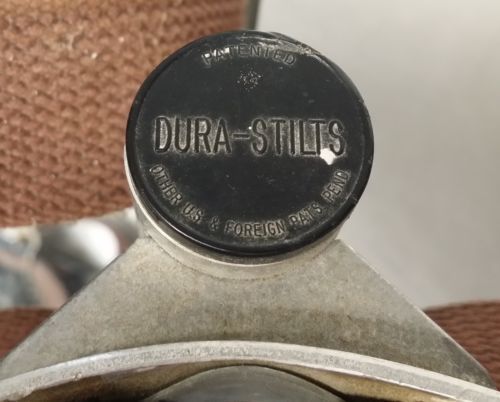 PATENTED
DURA-STILTS
OTHER U.S. & FOREIGN PATS. PEND.